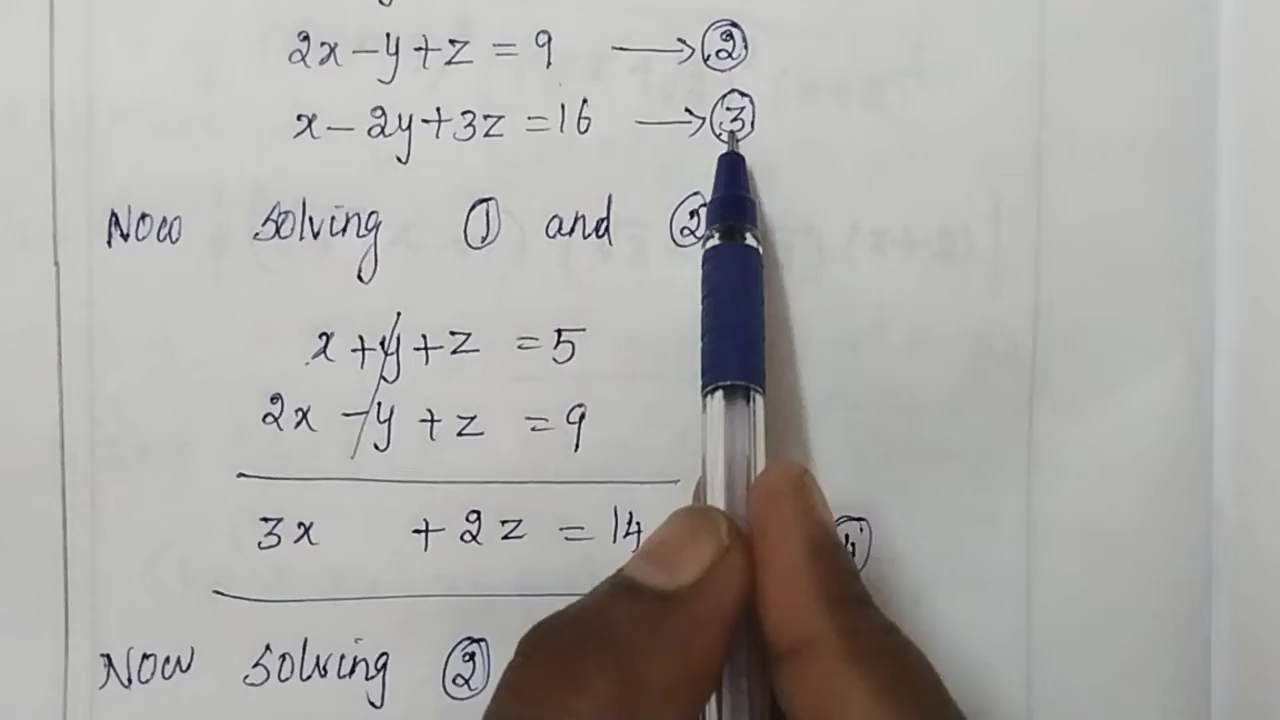 2x - y + z = 9 → ②
x - 2y + 3z = 16 → ③
Now solving ① and ②
x + y + z = 5
2x - y + z = 9
3x + 2z = 14 ④
Now solving ②